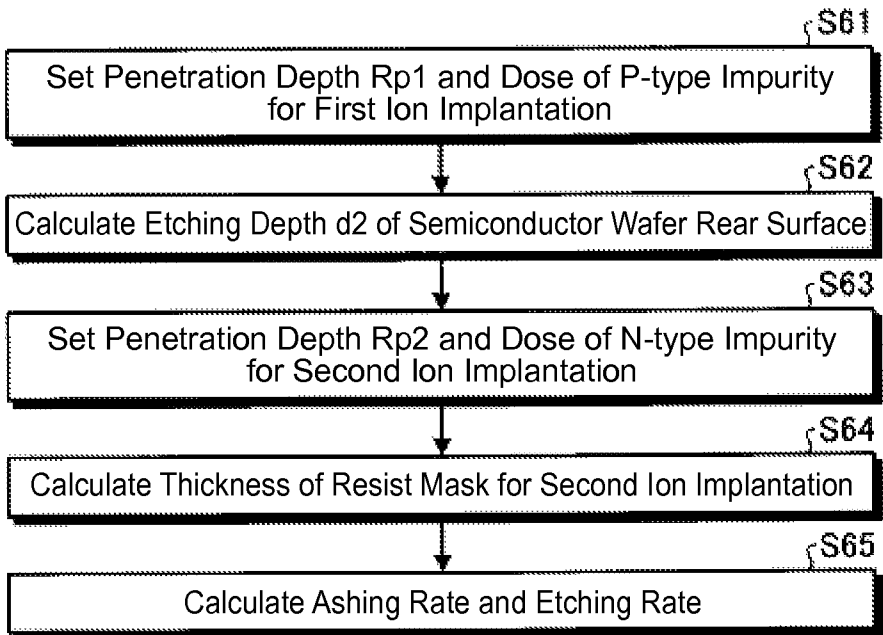 S61
Set Penetration Depth Rp1 and Dose of P-type Impurity
for First Ion Implantation
S62
Calculate Etching Depth d2 of Semiconductor Wafer Rear Surface
S63
Set Penetration Depth Rp2 and Dose of N-type Impurity
for Second Ion Implantation
S64
Calculate Thickness of Resist Mask for Second Ion Implantation
S65
Calculate Ashing Rate and Etching Rate